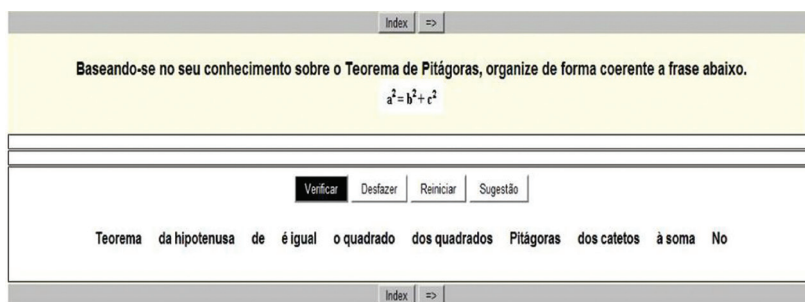 Index =>
Baseando-se no seu conhecimento sobre o Teorema de Pitágoras, organize de forma coerente a frase abaixo.
a² = b² + c²
Verificar Desfazer Reiniciar Sugestão
Teorema da hipotenusa de é igual o quadrado dos quadrados Pitágoras dos catetos à soma No
Index =>